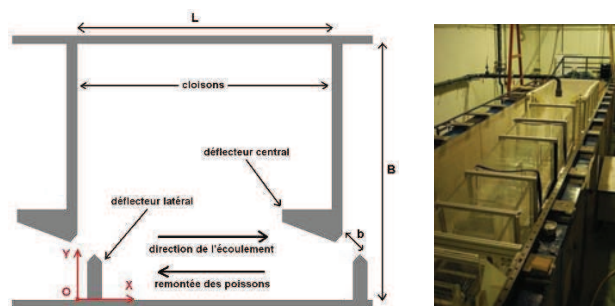 L
cloisons
B
déflecteur central
déflecteur latéral
b
direction de l'écoulement
Y
remontée des poissons
O
X